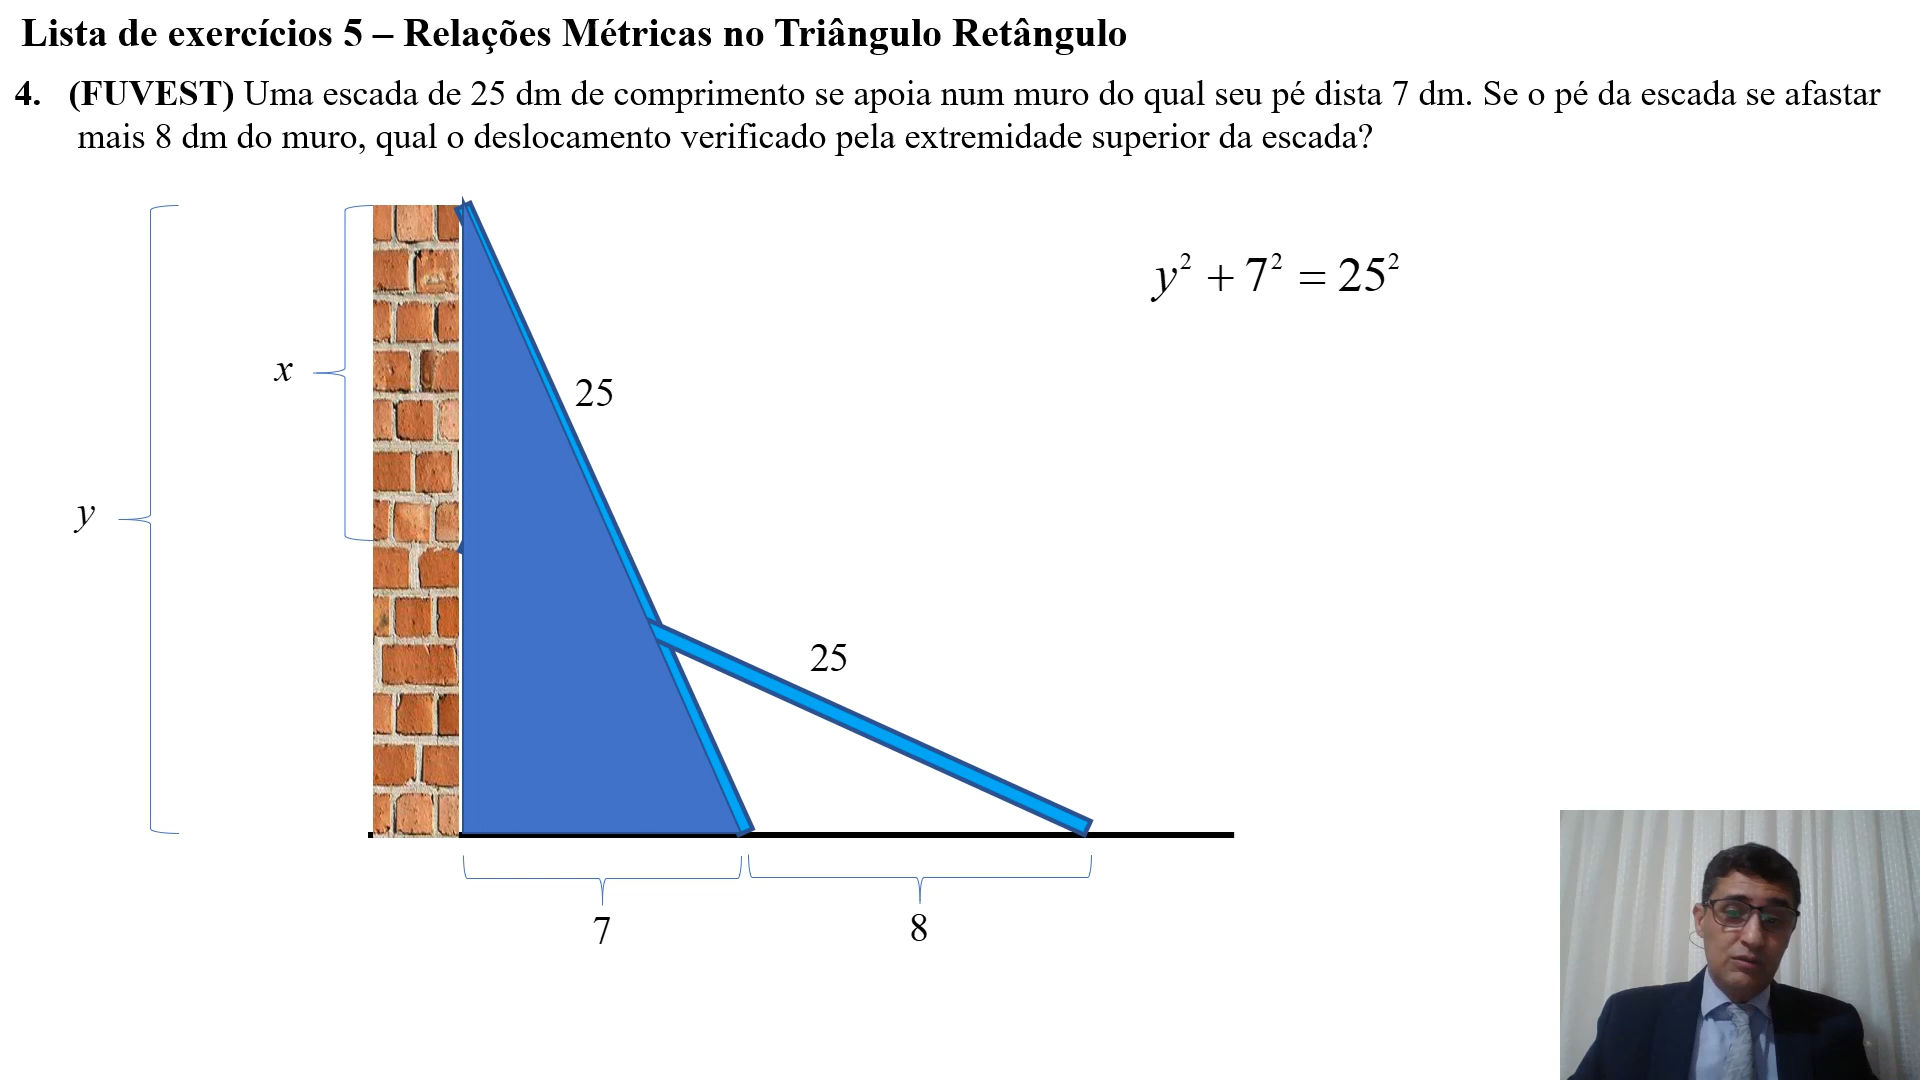 Lista de exercícios 5 – Relações Métricas no Triângulo Retângulo
4. (FUVEST) Uma escada de 25 dm de comprimento se apoia num muro do qual seu pé dista 7 dm. Se o pé da escada se afastar
mais 8 dm do muro, qual o deslocamento verificado pela extremidade superior da escada?
y² + 7² = 25²
x
25
y
25
7
8